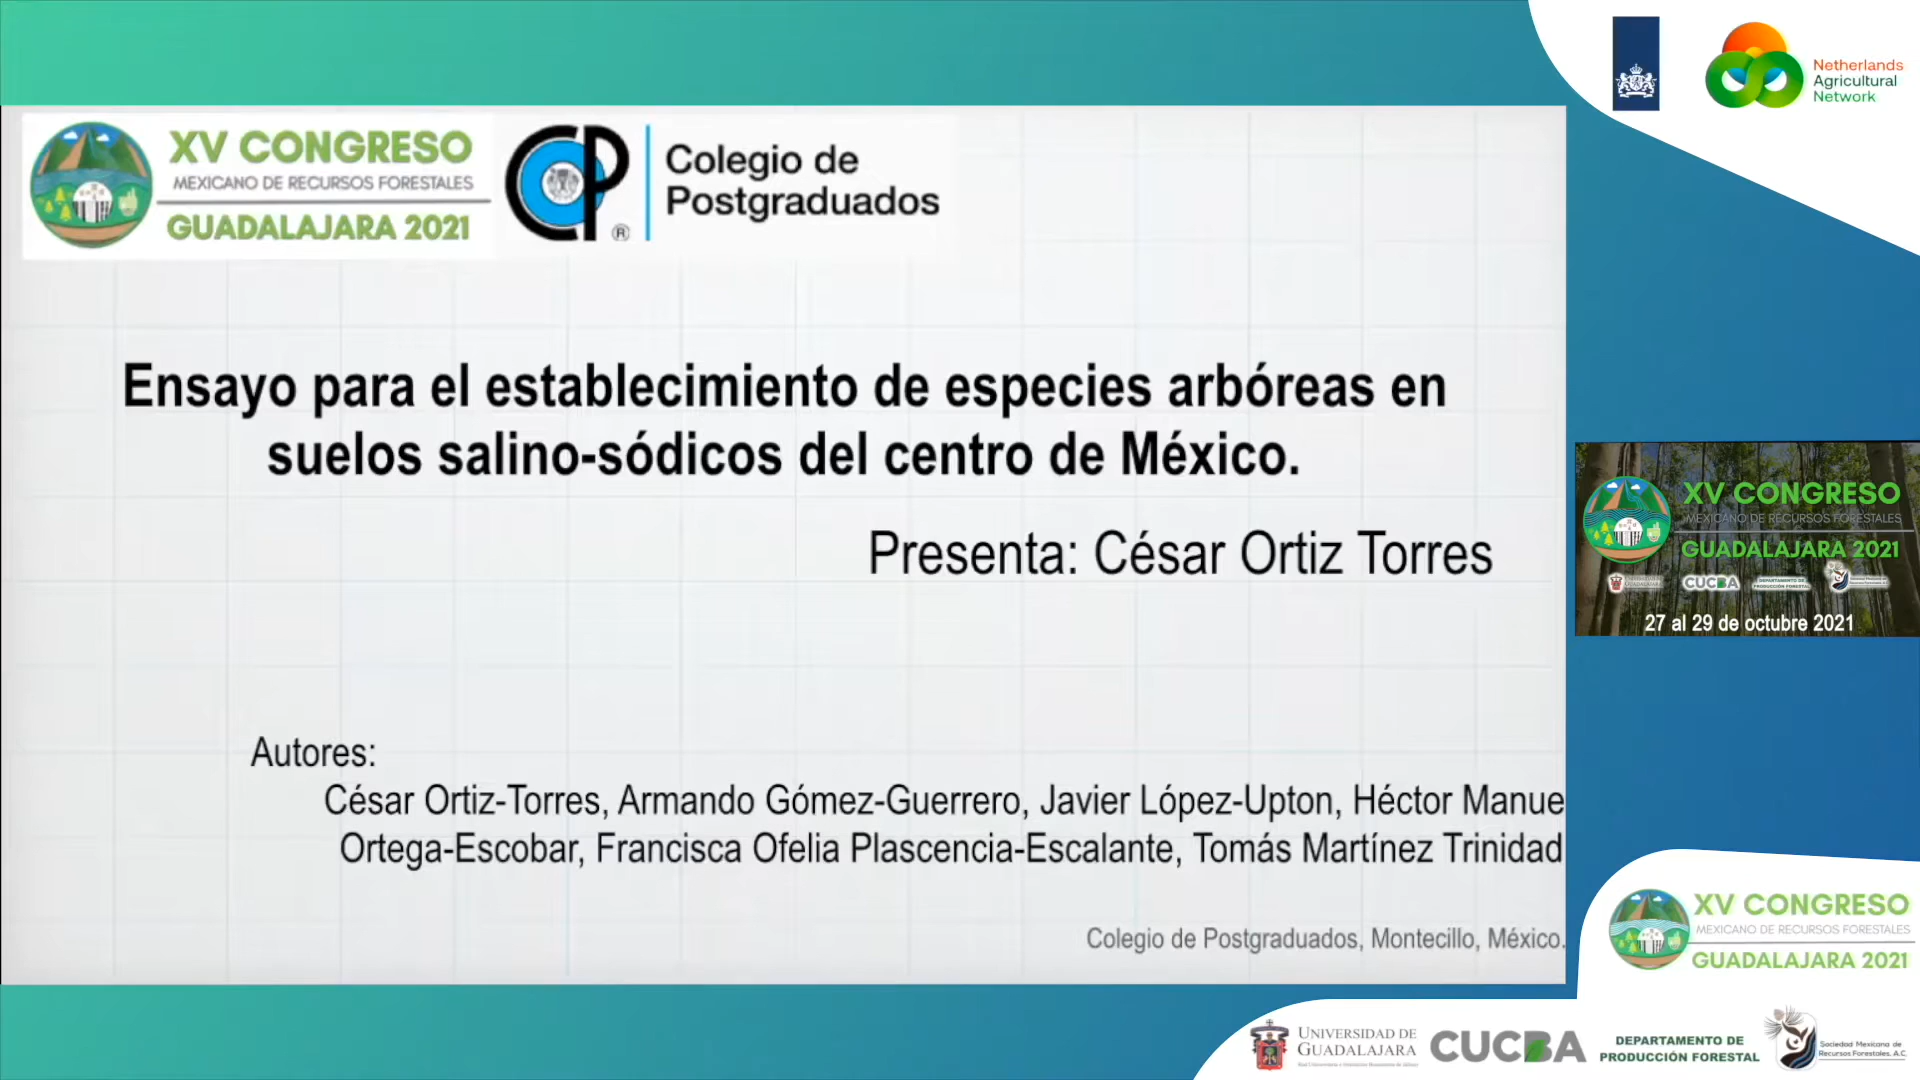 Netherlands
Agricultural
Network
XV CONGRESO
MEXICANO DE RECURSOS FORESTALES
GUADALAJARA 2021
CP
®
Colegio de
Postgraduados
Ensayo para el establecimiento de especies arbóreas en
suelos salino-sódicos del centro de México.
Presenta: César Ortiz Torres
XV CONGRESO
MEXICANO DE RECURSOS FORESTALES
GUADALAJARA 2021
CUCBA
DEPARTAMENTO DE
PRODUCCIÓN FORESTAL
27 al 29 de octubre 2021
Autores:
César Ortiz-Torres, Armando Gómez-Guerrero, Javier López-Upton, Héctor Manue
Ortega-Escobar, Francisca Ofelia Plascencia-Escalante, Tomás Martínez Trinidad
Colegio de Postgraduados, Montecillo, México.
XV CONGRESO
MEXICANO DE RECURSOS FORESTALES
GUADALAJARA 2021
UNIVERSIDAD DE
GUADALAJARA
CUCBA
DEPARTAMENTO DE
PRODUCCIÓN FORESTAL
Sociedad Mexicana de
Recursos Forestales, A.C.